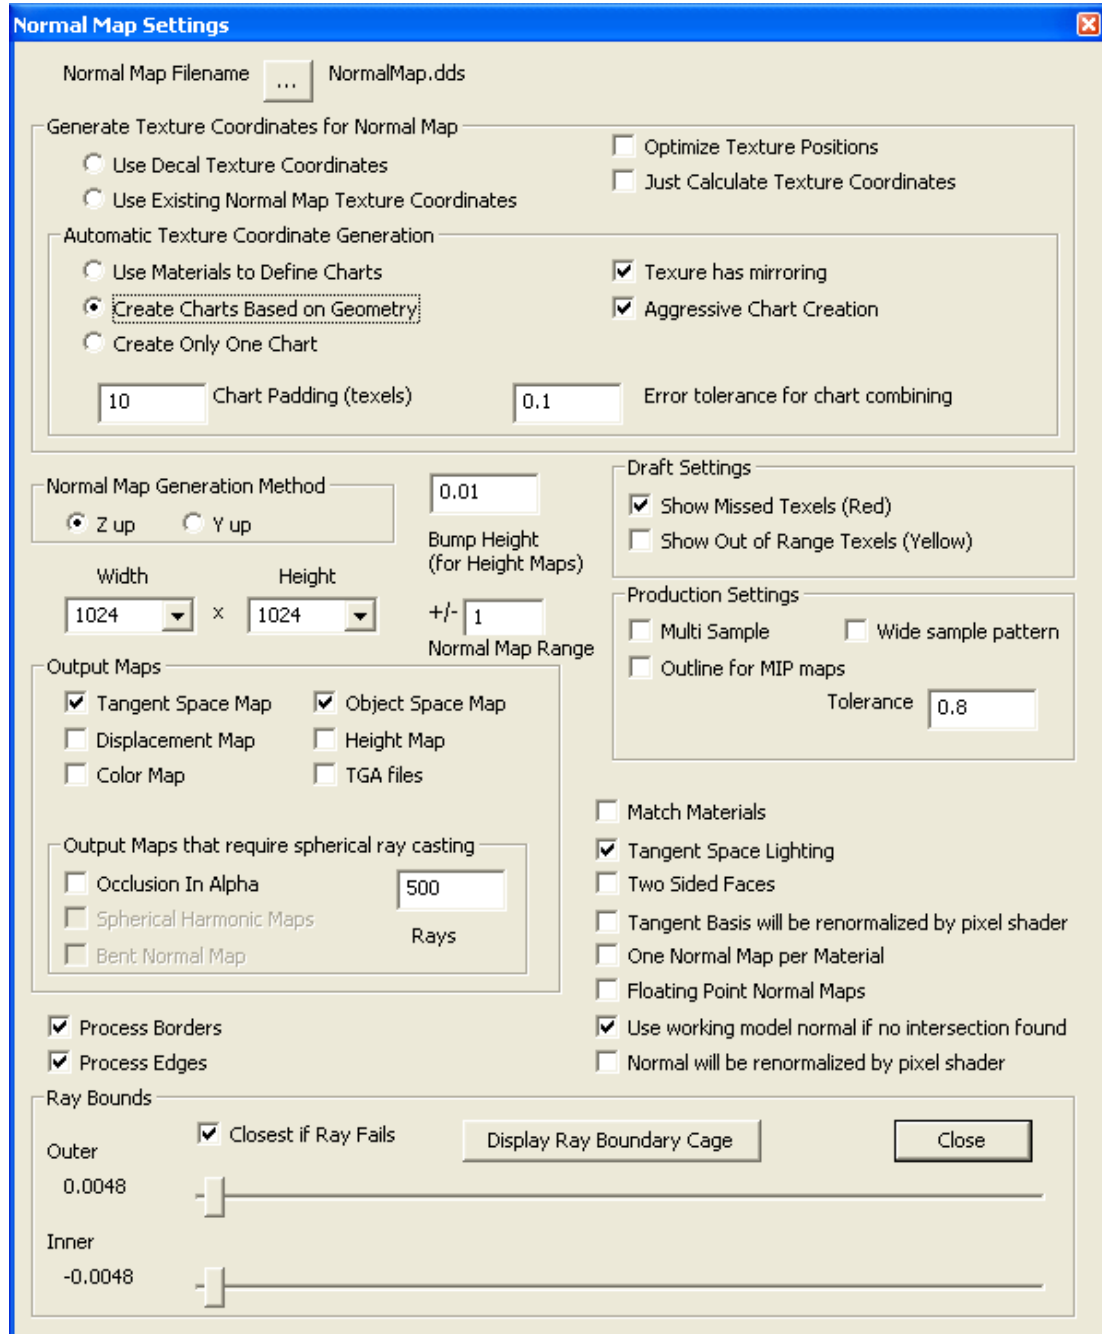 Normal Map Settings
Normal Map Filename ... NormalMap.dds
Generate Texture Coordinates for Normal Map
Use Decal Texture Coordinates
Use Existing Normal Map Texture Coordinates
Optimize Texture Positions
Just Calculate Texture Coordinates
Automatic Texture Coordinate Generation
Use Materials to Define Charts
Create Charts Based on Geometry
Create Only One Chart
Texure has mirroring
Aggressive Chart Creation
10 Chart Padding (texels)
0.1 Error tolerance for chart combining
Normal Map Generation Method
Z up Y up
0.01
Bump Height
(for Height Maps)
Draft Settings
Show Missed Texels (Red)
Show Out of Range Texels (Yellow)
Width Height
1024 x 1024
+/- 1
Normal Map Range
Production Settings
Multi Sample Wide sample pattern
Outline for MIP maps
Tolerance 0.8
Output Maps
Tangent Space Map Object Space Map
Displacement Map Height Map
Color Map TGA files
Output Maps that require spherical ray casting
Occlusion In Alpha 500
Spherical Harmonic Maps Rays
Bent Normal Map
Match Materials
Tangent Space Lighting
Two Sided Faces
Tangent Basis will be renormalized by pixel shader
One Normal Map per Material
Floating Point Normal Maps
Use working model normal if no intersection found
Normal will be renormalized by pixel shader
Process Borders
Process Edges
Ray Bounds
Closest if Ray Fails Display Ray Boundary Cage Close
Outer
0.0048
Inner
-0.0048